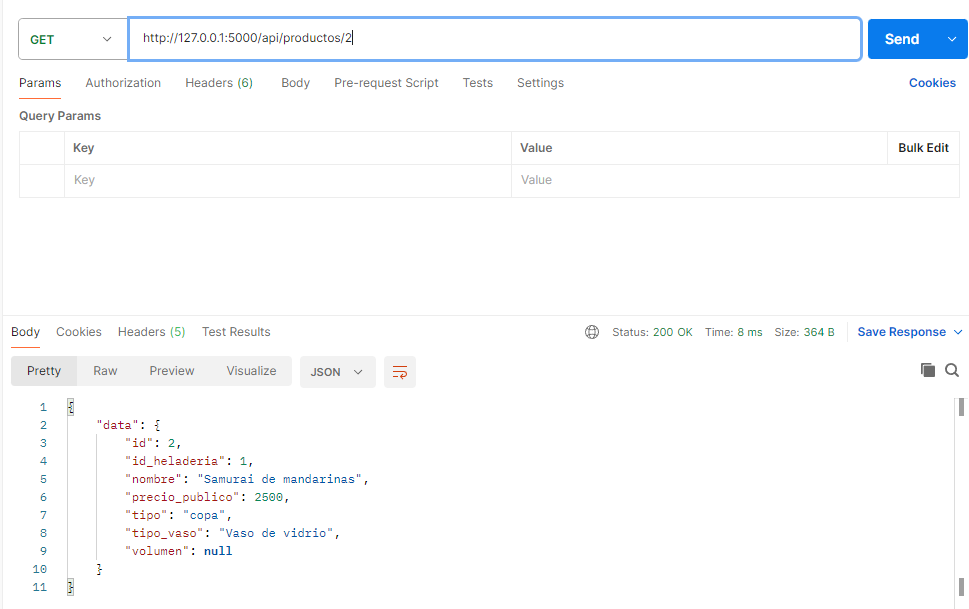 GET http://127.0.0.1:5000/api/productos/2 Send
Params Authorization Headers (6) Body Pre-request Script Tests Settings Cookies
Query Params
Key Value Bulk Edit
Key Value
Body Cookies Headers (5) Test Results Status: 200 OK Time: 8 ms Size: 364 B Save Response
Pretty Raw Preview Visualize JSON
1 {
2 "data": {
3 "id": 2,
4 "id_heladeria": 1,
5 "nombre": "Samurai de mandarinas",
6 "precio_publico": 2500,
7 "tipo": "copa",
8 "tipo_vaso": "Vaso de vidrio",
9 "volumen": null
10 }
11 }